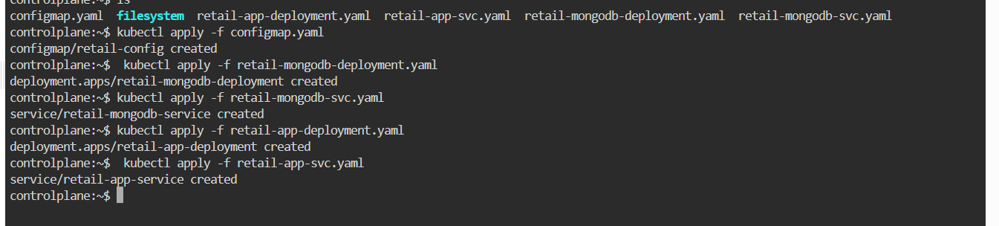 controlplane:~$ ls
configmap.yaml  filesystem  retail-app-deployment.yaml  retail-app-svc.yaml  retail-mongodb-deployment.yaml  retail-mongodb-svc.yaml
controlplane:~$ kubectl apply -f configmap.yaml
configmap/retail-config created
controlplane:~$  kubectl apply -f retail-mongodb-deployment.yaml
deployment.apps/retail-mongodb-deployment created
controlplane:~$ kubectl apply -f retail-mongodb-svc.yaml
service/retail-mongodb-service created
controlplane:~$ kubectl apply -f retail-app-deployment.yaml
deployment.apps/retail-app-deployment created
controlplane:~$  kubectl apply -f retail-app-svc.yaml
service/retail-app-service created
controlplane:~$